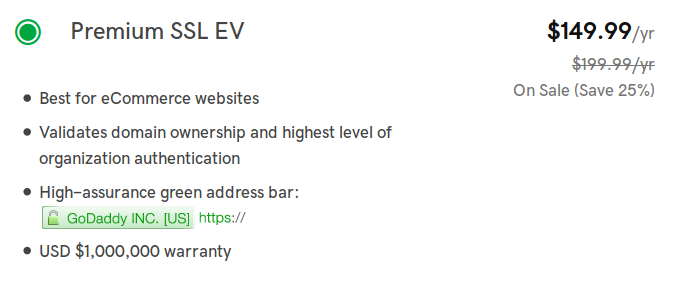 Premium SSL EV
$149.99/yr
$199.99/yr
On Sale (Save 25%)
• Best for eCommerce websites
• Validates domain ownership and highest level of
organization authentication
• High-assurance green address bar:
GoDaddy INC. [US] https://
• USD $1,000,000 warranty